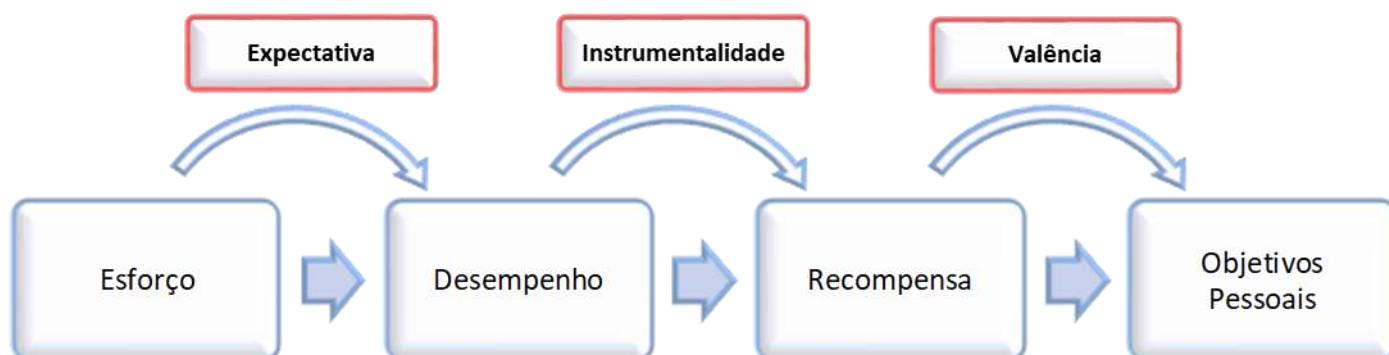 Expectativa
Instrumentalidade
Valência
Esforço
Desempenho
Recompensa
Objetivos
Pessoais